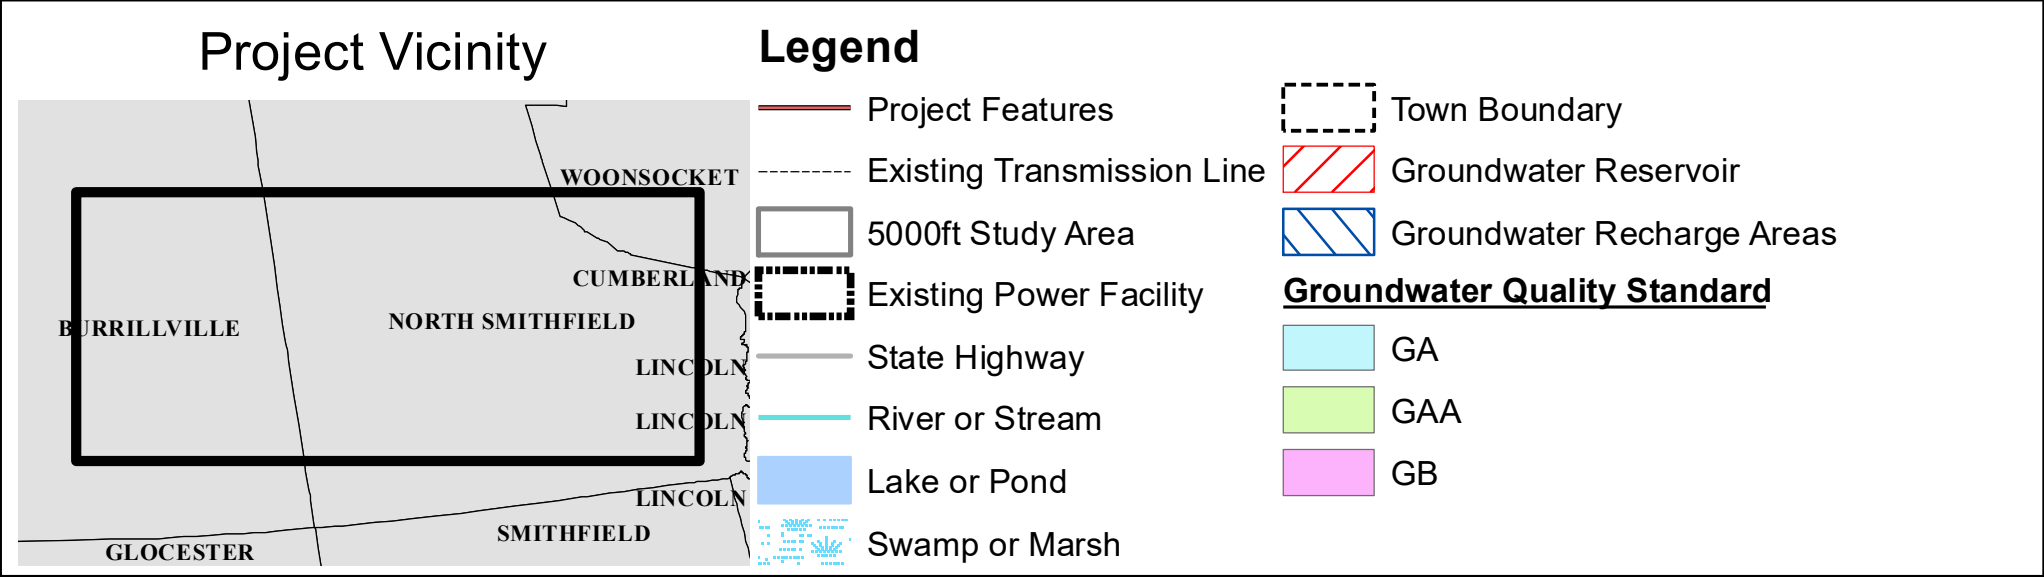 Project Vicinity
WOONSOCKET
CUMBERLAND
BURRILLVILLE
NORTH SMITHFIELD
LINCOLN
LINCOLN
LINCOLN
SMITHFIELD
GLOCESTER
Legend
Project Features
Existing Transmission Line
5000ft Study Area
Existing Power Facility
State Highway
River or Stream
Lake or Pond
Swamp or Marsh
Town Boundary
Groundwater Reservoir
Groundwater Recharge Areas
Groundwater Quality Standard
GA
GAA
GB